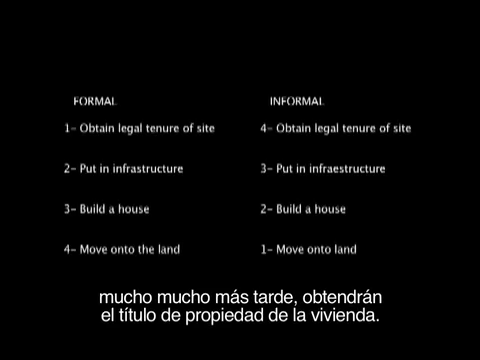 FORMAL INFORMAL
1- Obtain legal tenure of site 4- Obtain legal tenure of site
2- Put in infrastructure 3- Put in infraestructure
3- Build a house 2- Build a house
4- Move onto the land 1- Move onto land
mucho mucho más tarde, obtendrán
el título de propiedad de la vivienda.